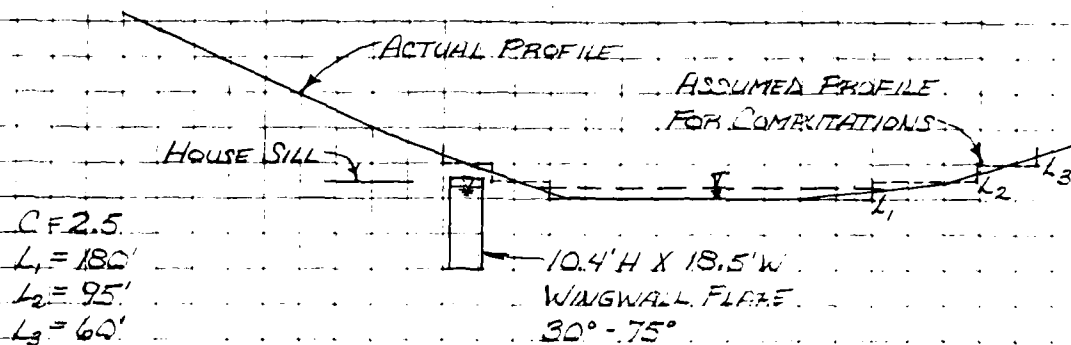 ACTUAL PROFILE
ASSUMED PROFILE
FOR COMPUTATIONS
HOUSE SILL
L3
L2
L1
C = 2.5
L1 = 180'
L2 = 95'
L3 = 60'
10.4' H X 18.5' W
WINGWALL FLARE
30° - 75°